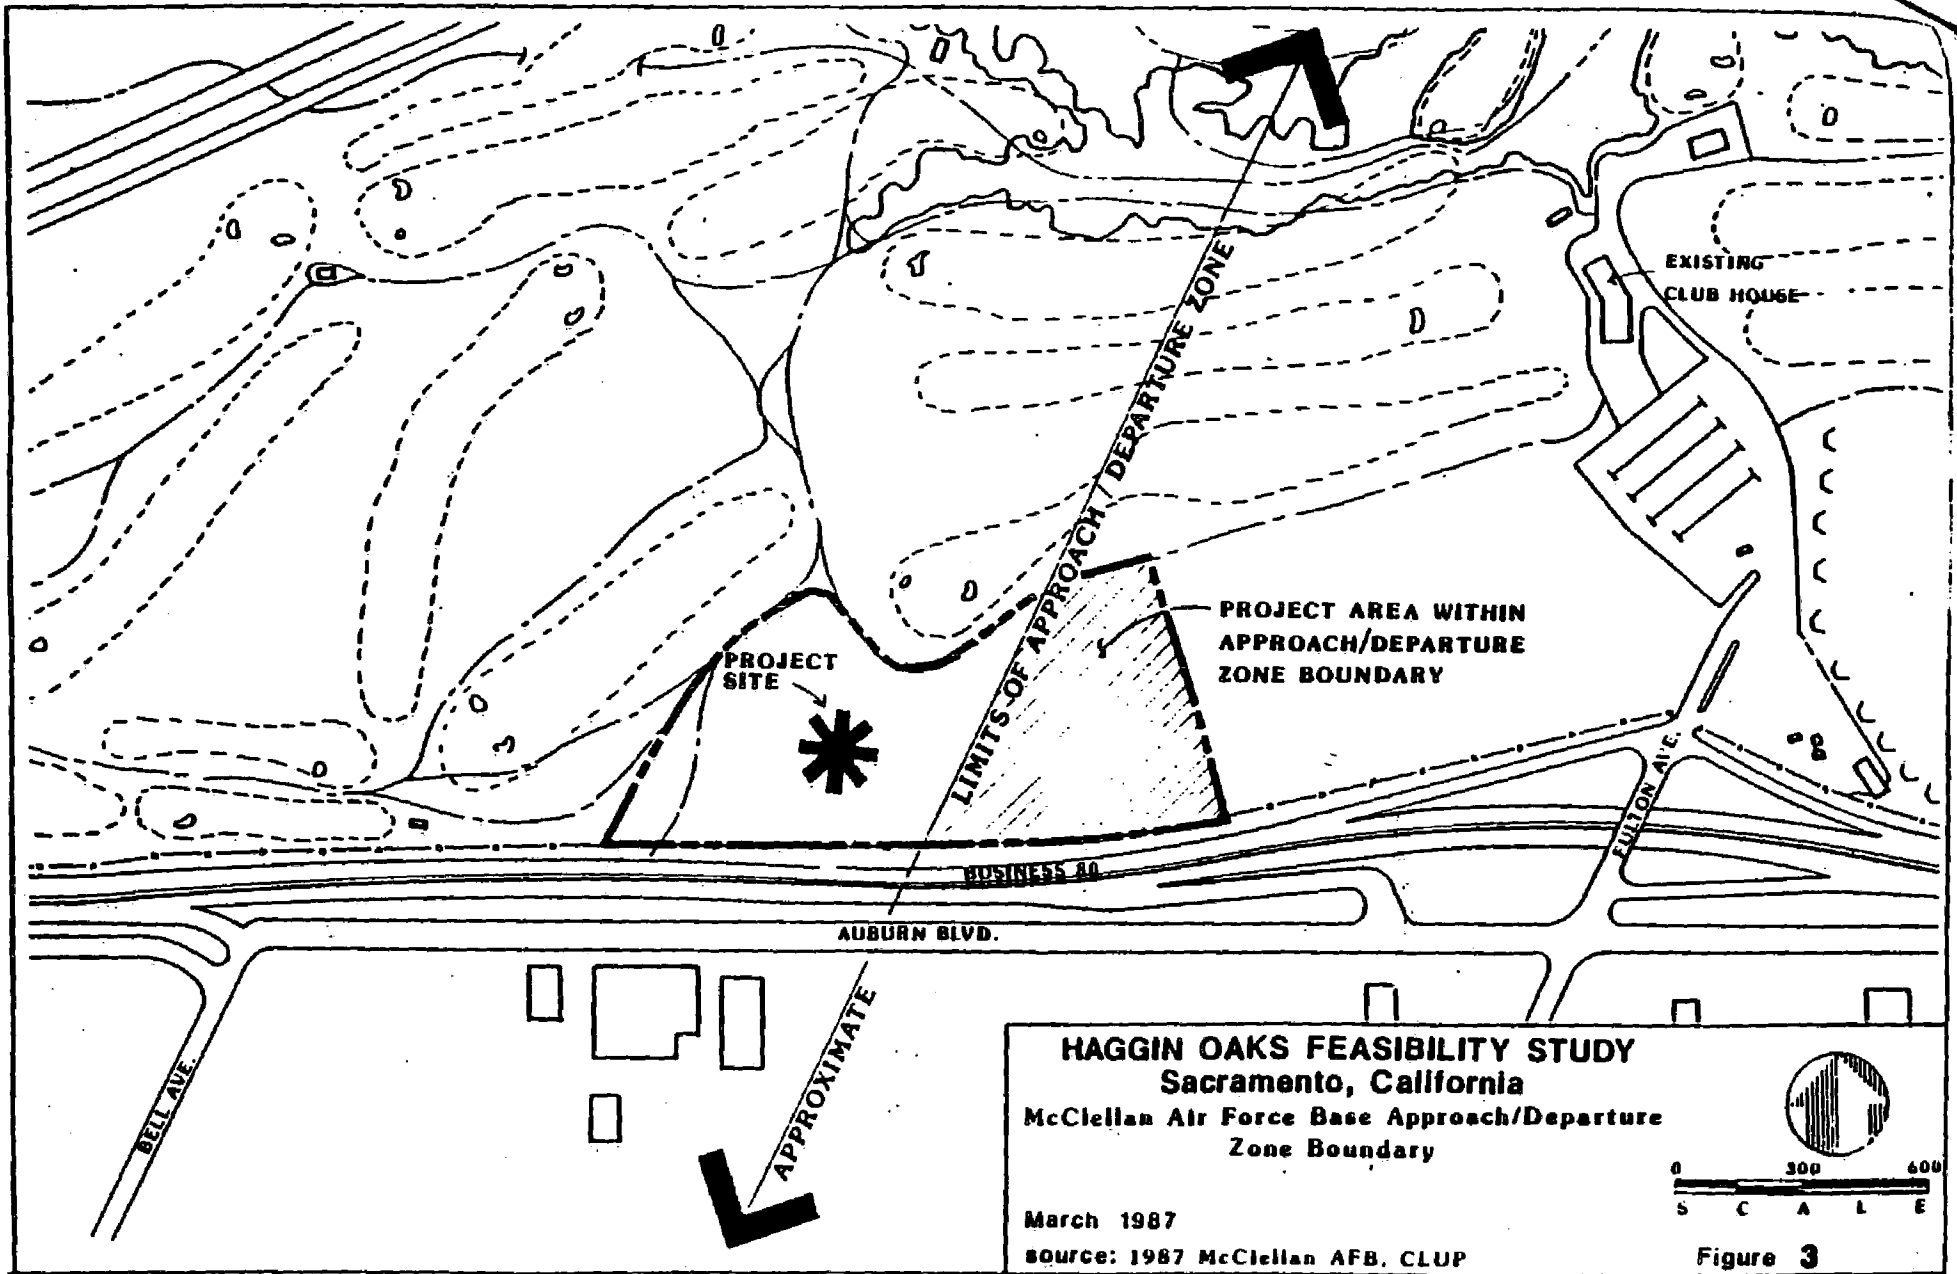 EXISTING
CLUB HOUSE
LIMITS OF APPROACH / DEPARTURE ZONE
PROJECT AREA WITHIN
APPROACH/DEPARTURE
ZONE BOUNDARY
PROJECT
SITE
FULTON AVE.
BUSINESS 80
AUBURN BLVD.
BELL AVE.
APPROXIMATE
HAGGIN OAKS FEASIBILITY STUDY
Sacramento, California
McClellan Air Force Base Approach/Departure
Zone Boundary
0 300 600
S C A L E
March 1987
source: 1987 McClellan AFB. CLUP
Figure 3